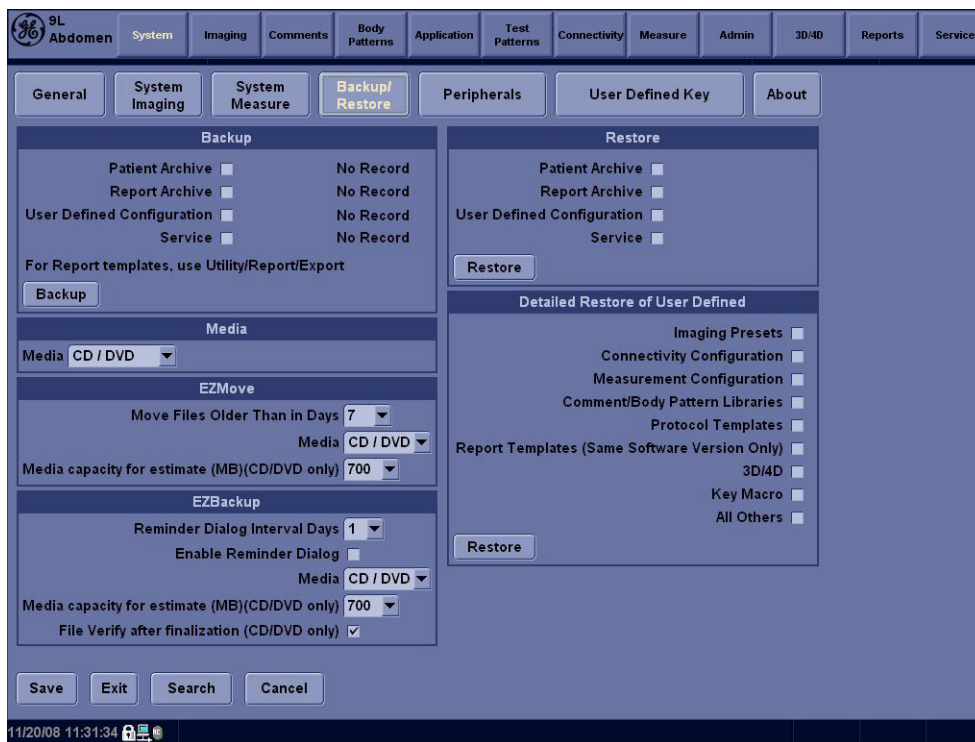 9L
Abdomen
System
Imaging
Comments
Body
Patterns
Application
Test
Patterns
Connectivity
Measure
Admin
3D/4D
Reports
Service
General
System
Imaging
System
Measure
Backup/
Restore
Peripherals
User Defined Key
About
Backup
Patient Archive No Record
Report Archive No Record
User Defined Configuration No Record
Service No Record
For Report templates, use Utility/Report/Export
Backup
Media
Media CD / DVD
EZMove
Move Files Older Than in Days 7
Media CD / DVD
Media capacity for estimate (MB)(CD/DVD only) 700
EZBackup
Reminder Dialog Interval Days 1
Enable Reminder Dialog
Media CD / DVD
Media capacity for estimate (MB)(CD/DVD only) 700
File Verify after finalization (CD/DVD only)
Restore
Patient Archive
Report Archive
User Defined Configuration
Service
Restore
Detailed Restore of User Defined
Imaging Presets
Connectivity Configuration
Measurement Configuration
Comment/Body Pattern Libraries
Protocol Templates
Report Templates (Same Software Version Only)
3D/4D
Key Macro
All Others
Restore
Save
Exit
Search
Cancel
11/20/08 11:31:34